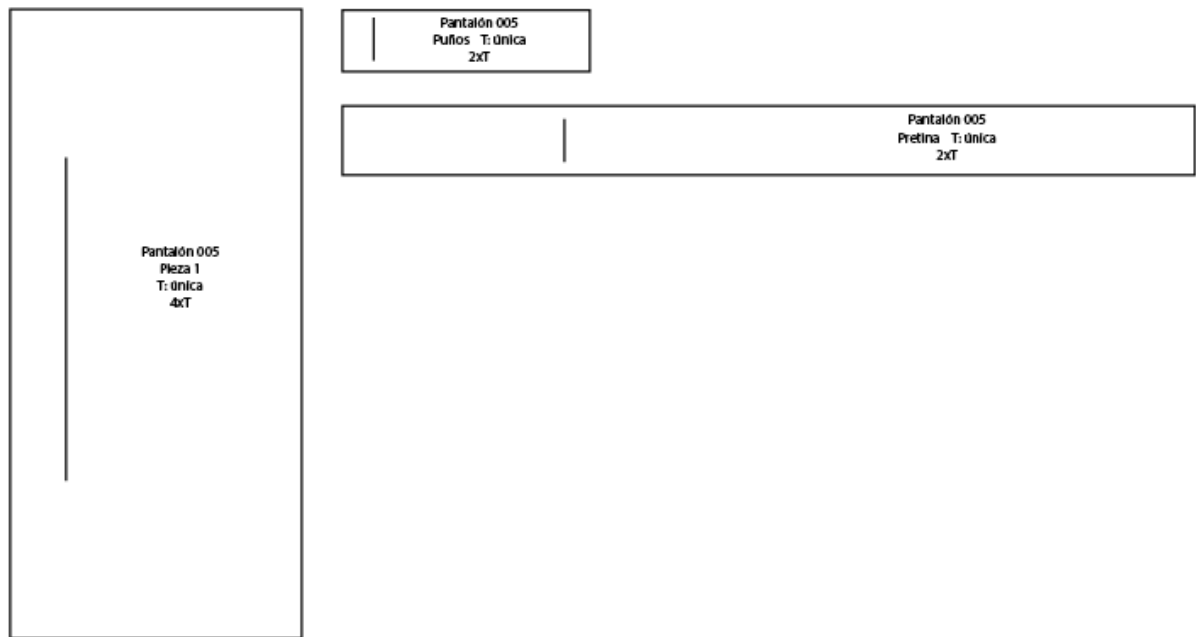 Pantalón 005
Puños T: única
2xT
Pantalón 005
Pretina T: única
2xT
Pantalón 005
Pieza 1
T: única
4xT